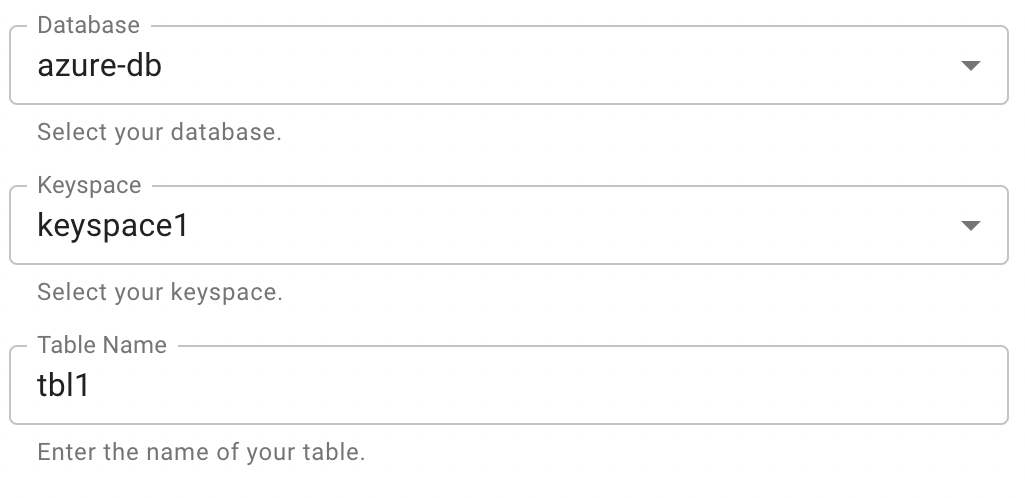 Database
azure-db
Select your database.
Keyspace
keyspace1
Select your keyspace.
Table Name
tbl1
Enter the name of your table.